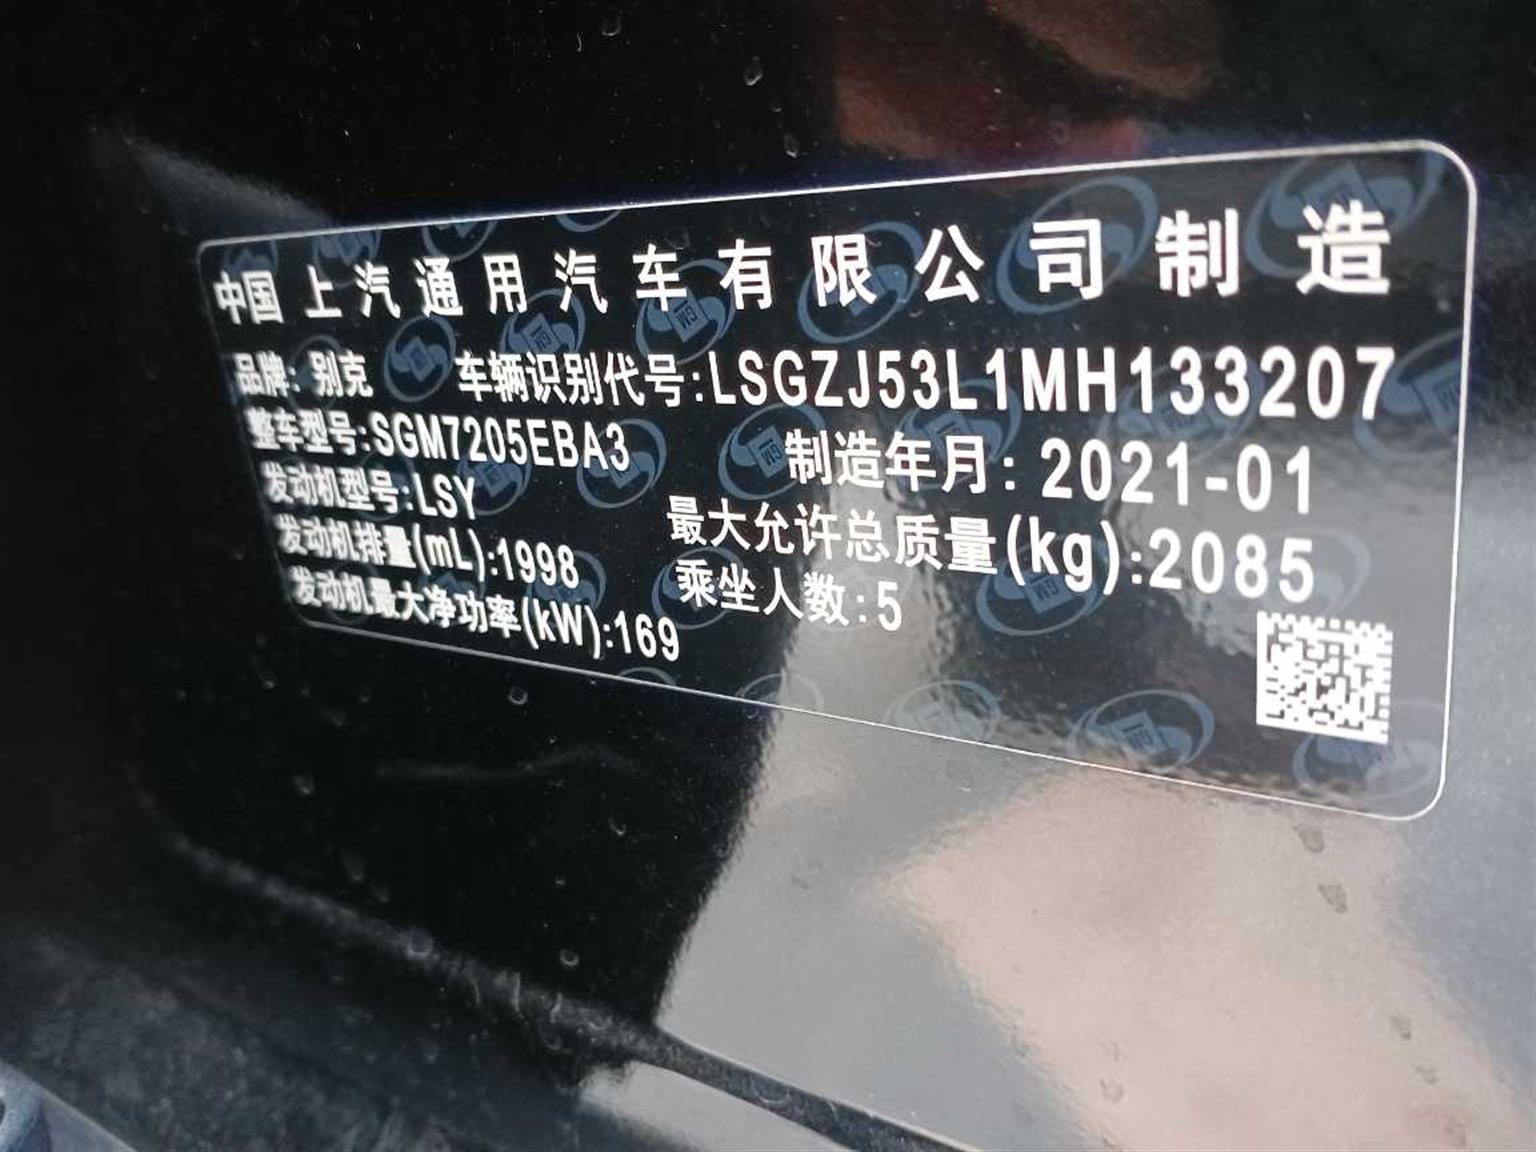 中国上汽通用汽车有限公司制造
品牌: 别克 车辆识别代号:LSGZJ53L1MH133207
整车型号:SGM7205EBA3 制造年月: 2021-01
发动机型号:LSY 最大允许总质量(kg):2085
发动机排量(mL):1998 乘坐人数:5
发动机最大净功率(kW):169